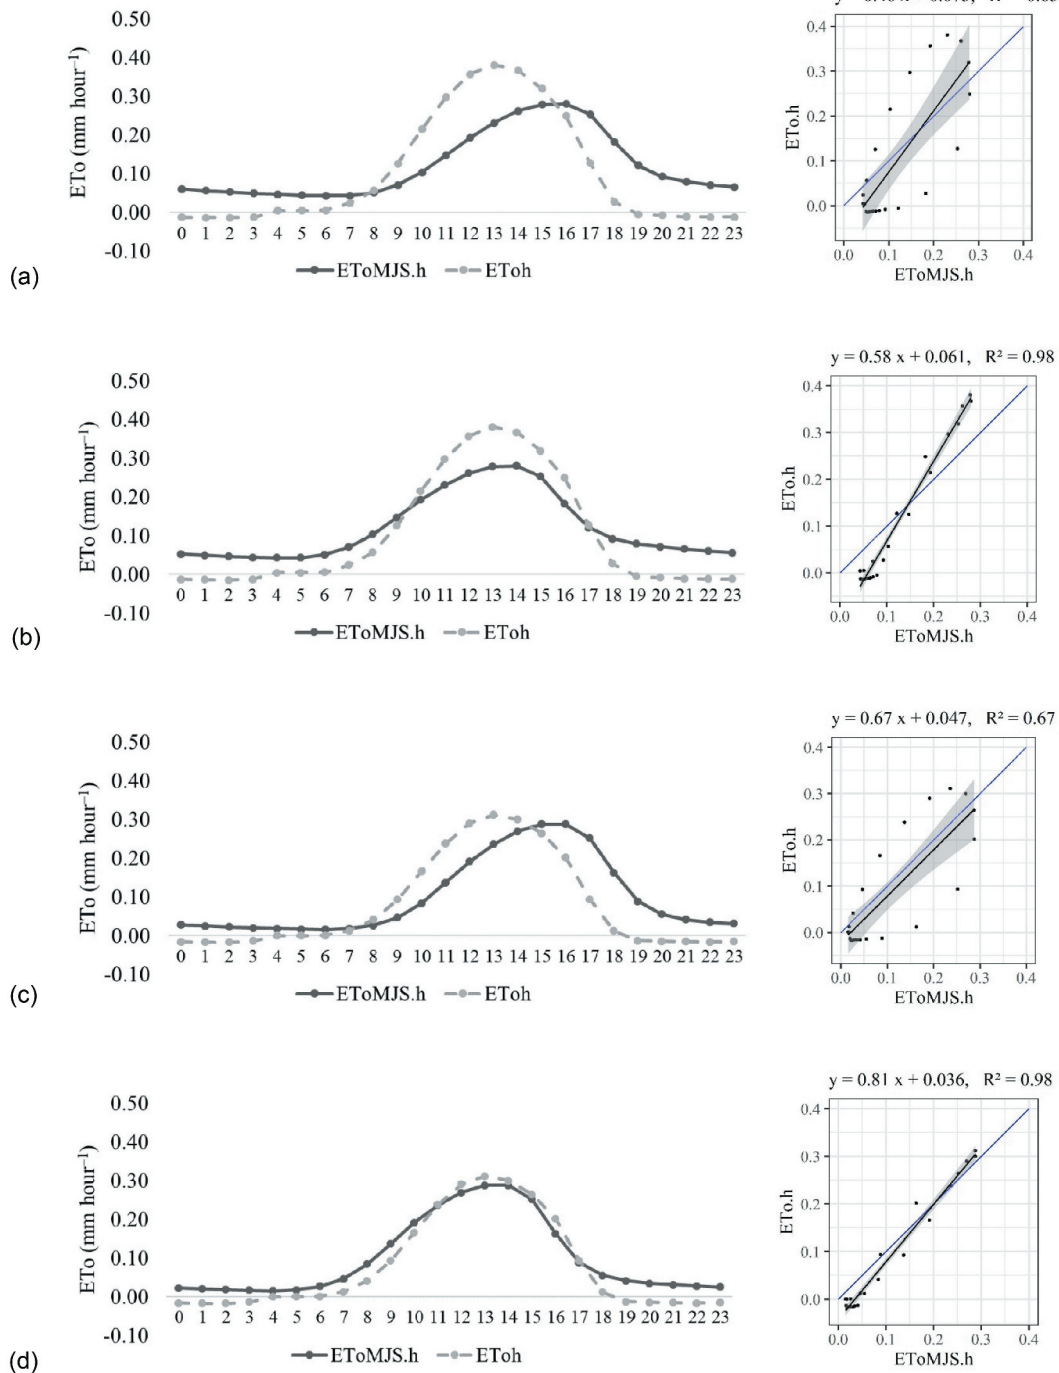 0.50
0.40
0.30
0.20
0.10
0.00
-0.10
ETo (mm hour⁻¹)
0 1 2 3 4 5 6 7 8 9 10 11 12 13 14 15 16 17 18 19 20 21 22 23
EToMJS.h EToh
0.4
0.3
0.2
0.1
0.0
ETo.h
0.0 0.1 0.2 0.3 0.4
EToMJS.h
(a)
0.50
0.40
0.30
0.20
0.10
0.00
-0.10
ETo (mm hour⁻¹)
0 1 2 3 4 5 6 7 8 9 10 11 12 13 14 15 16 17 18 19 20 21 22 23
EToMJS.h EToh
y = 0.58 x + 0.061, R² = 0.98
0.4
0.3
0.2
0.1
0.0
ETo.h
0.0 0.1 0.2 0.3 0.4
EToMJS.h
(b)
0.50
0.40
0.30
0.20
0.10
0.00
-0.10
ETo (mm hour⁻¹)
0 1 2 3 4 5 6 7 8 9 10 11 12 13 14 15 16 17 18 19 20 21 22 23
EToMJS.h EToh
y = 0.67 x + 0.047, R² = 0.67
0.4
0.3
0.2
0.1
0.0
ETo.h
0.0 0.1 0.2 0.3 0.4
EToMJS.h
(c)
0.50
0.40
0.30
0.20
0.10
0.00
-0.10
ETo (mm hour⁻¹)
0 1 2 3 4 5 6 7 8 9 10 11 12 13 14 15 16 17 18 19 20 21 22 23
EToMJS.h EToh
y = 0.81 x + 0.036, R² = 0.98
0.4
0.3
0.2
0.1
0.0
ETo.h
0.0 0.1 0.2 0.3 0.4
EToMJS.h
(d)